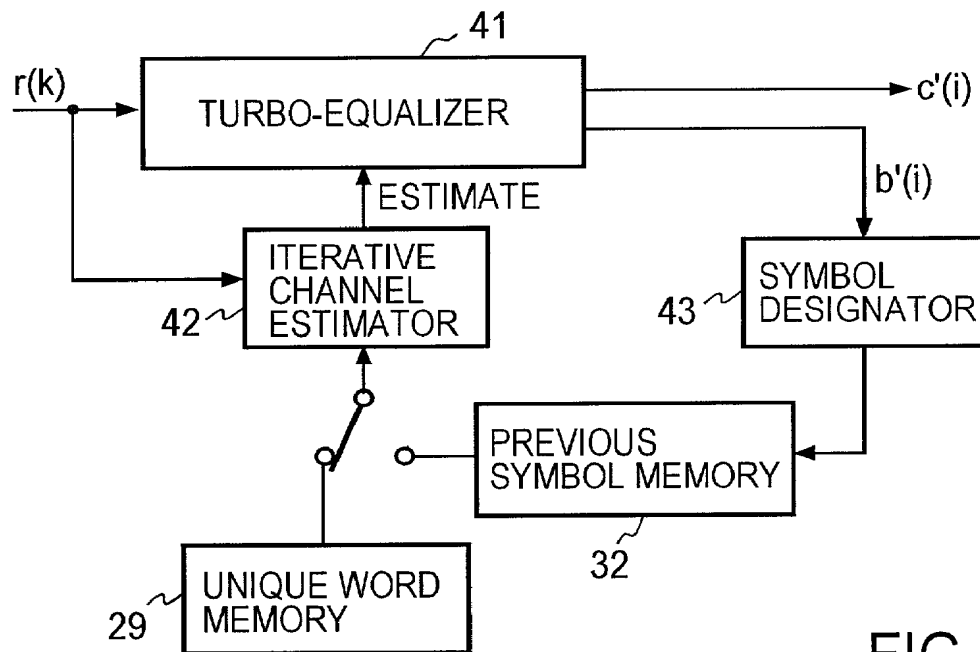 41
r(k)
TURBO-EQUALIZER
c'(i)
b'(i)
ESTIMATE
ITERATIVE
CHANNEL
ESTIMATOR
42
SYMBOL
DESIGNATOR
43
PREVIOUS
SYMBOL MEMORY
32
UNIQUE WORD
MEMORY
29
FIG